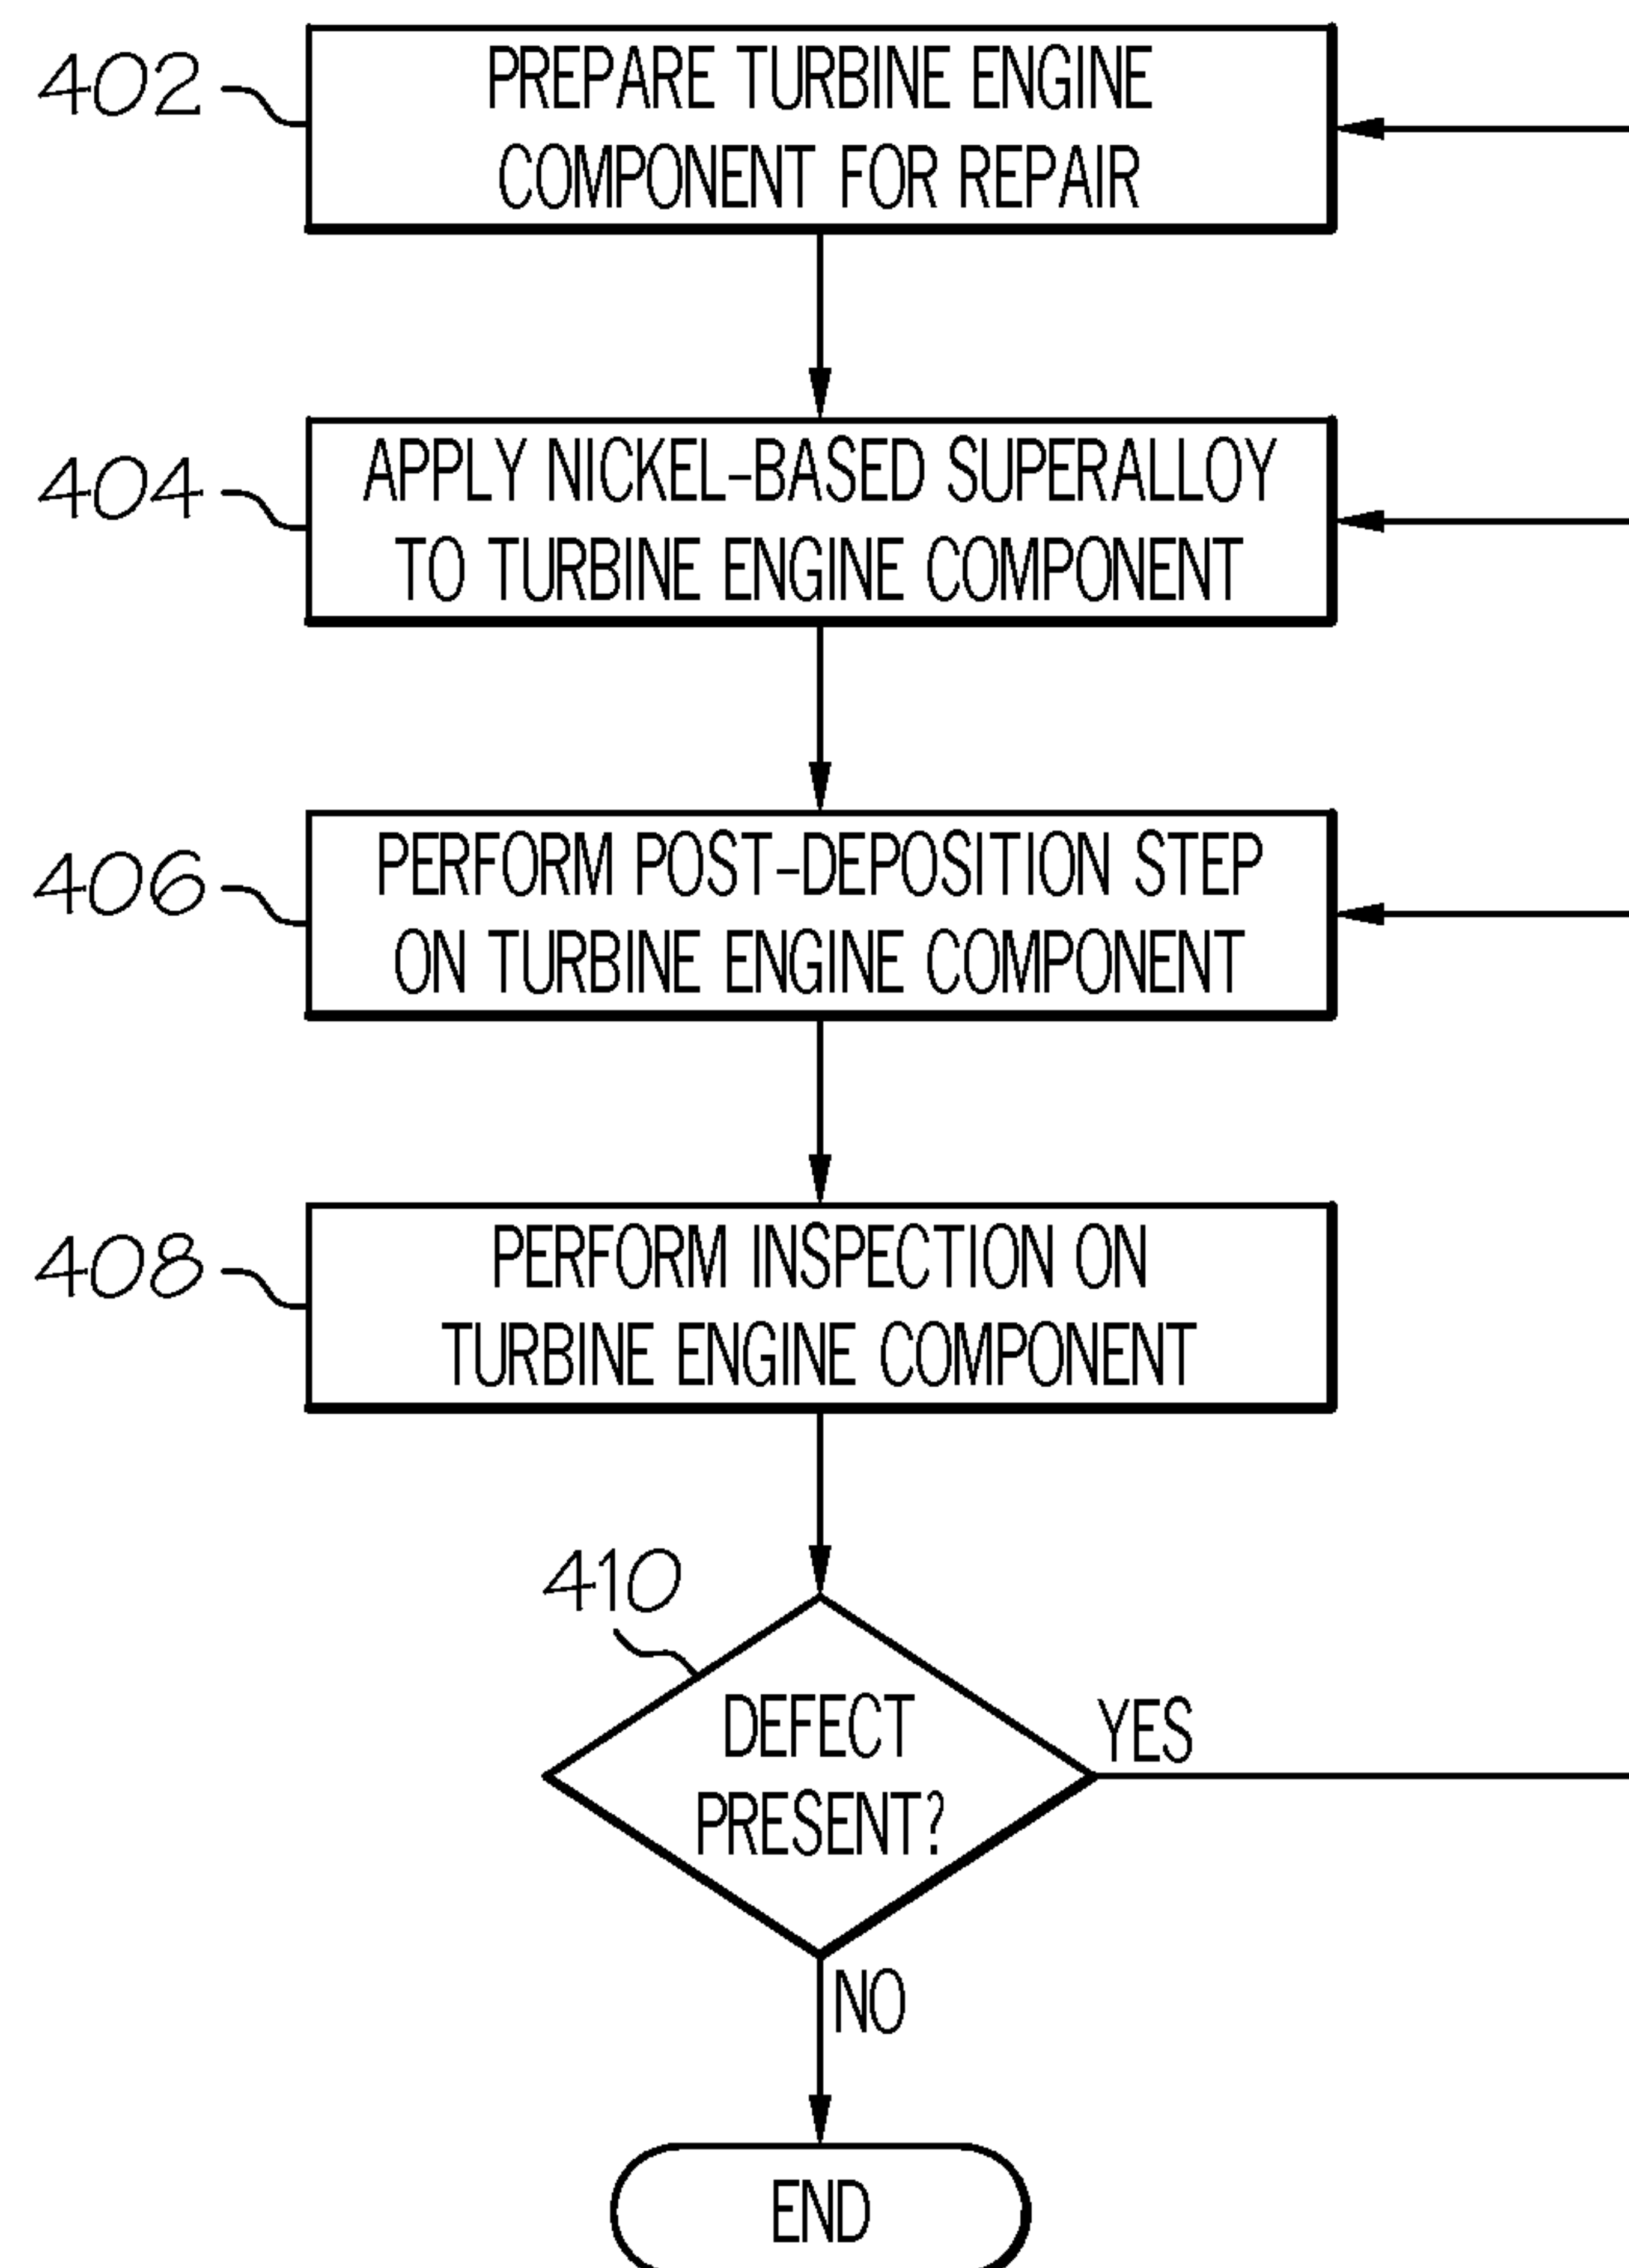 402
PREPARE TURBINE ENGINE
COMPONENT FOR REPAIR
404
APPLY NICKEL-BASED SUPERALLOY
TO TURBINE ENGINE COMPONENT
406
PERFORM POST-DEPOSITION STEP
ON TURBINE ENGINE COMPONENT
408
PERFORM INSPECTION ON
TURBINE ENGINE COMPONENT
410
DEFECT
PRESENT?
YES
NO
END